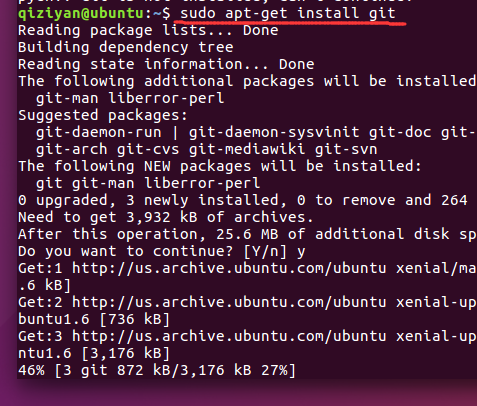 qiziyan@ubuntu:~$ sudo apt-get install git
Reading package lists... Done
Building dependency tree
Reading state information... Done
The following additional packages will be installed
  git-man liberror-perl
Suggested packages:
  git-daemon-run | git-daemon-sysvinit git-doc git-
  git-arch git-cvs git-mediawiki git-svn
The following NEW packages will be installed:
  git git-man liberror-perl
0 upgraded, 3 newly installed, 0 to remove and 264
Need to get 3,932 kB of archives.
After this operation, 25.6 MB of additional disk sp
Do you want to continue? [Y/n] y
Get:1 http://us.archive.ubuntu.com/ubuntu xenial/ma
.6 kB]
Get:2 http://us.archive.ubuntu.com/ubuntu xenial-up
buntu1.6 [736 kB]
Get:3 http://us.archive.ubuntu.com/ubuntu xenial-up
ntu1.6 [3,176 kB]
46% [3 git 872 kB/3,176 kB 27%]